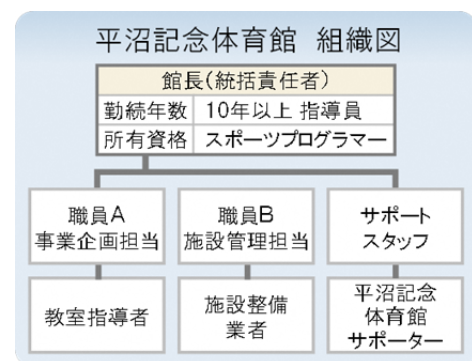 平沼記念体育館 組織図
館長(統括責任者)
勤続年数 10年以上 指導員
所有資格 スポーツプログラマー
職員A
事業企画担当
職員B
施設管理担当
サポート
スタッフ
教室指導者
施設整備
業者
平沼記念
体育館
サポーター